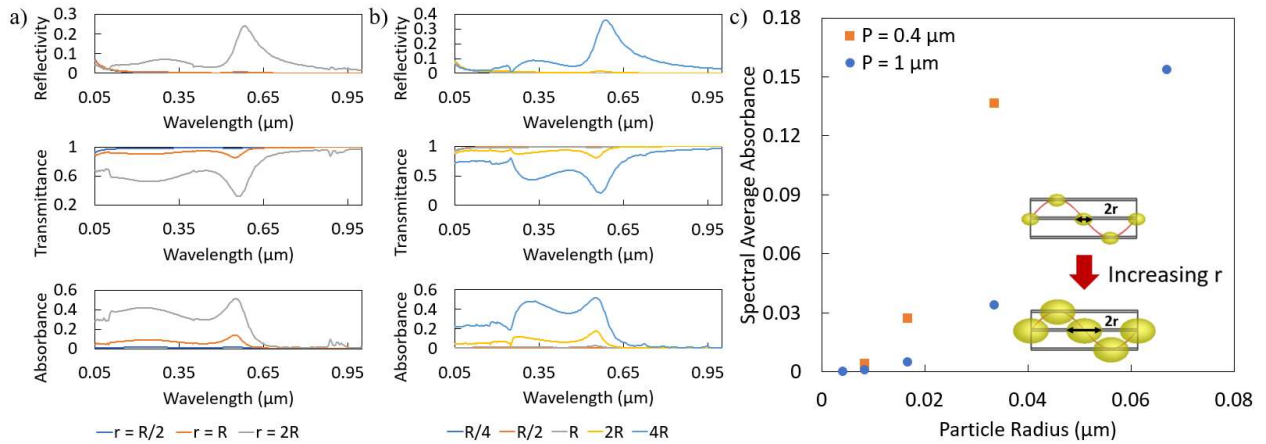 a)
Reflectivity
0.3
0.2
0.1
0
0.05 0.35 0.65 0.95
Wavelength (μm)
Transmittance
1
0.6
0.2
0.05 0.35 0.65 0.95
Wavelength (μm)
Absorbance
0.6
0.4
0.2
0
0.05 0.35 0.65 0.95
Wavelength (μm)
r = R/2 r = R r = 2R
b)
Reflectivity
0.4
0.3
0.2
0.1
0
0.05 0.35 0.65 0.95
Wavelength (μm)
Transmittance
1
0.5
0
0.05 0.35 0.65 0.95
Wavelength (μm)
Absorbance
0.6
0.4
0.2
0
0.05 0.35 0.65 0.95
Wavelength (μm)
R/4 R/2 R 2R 4R
c)
Spectral Average Absorbance
0.18
0.15
0.12
0.09
0.06
0.03
0
P = 0.4 μm
P = 1 μm
2r
Increasing r
2r
0 0.02 0.04 0.06 0.08
Particle Radius (μm)